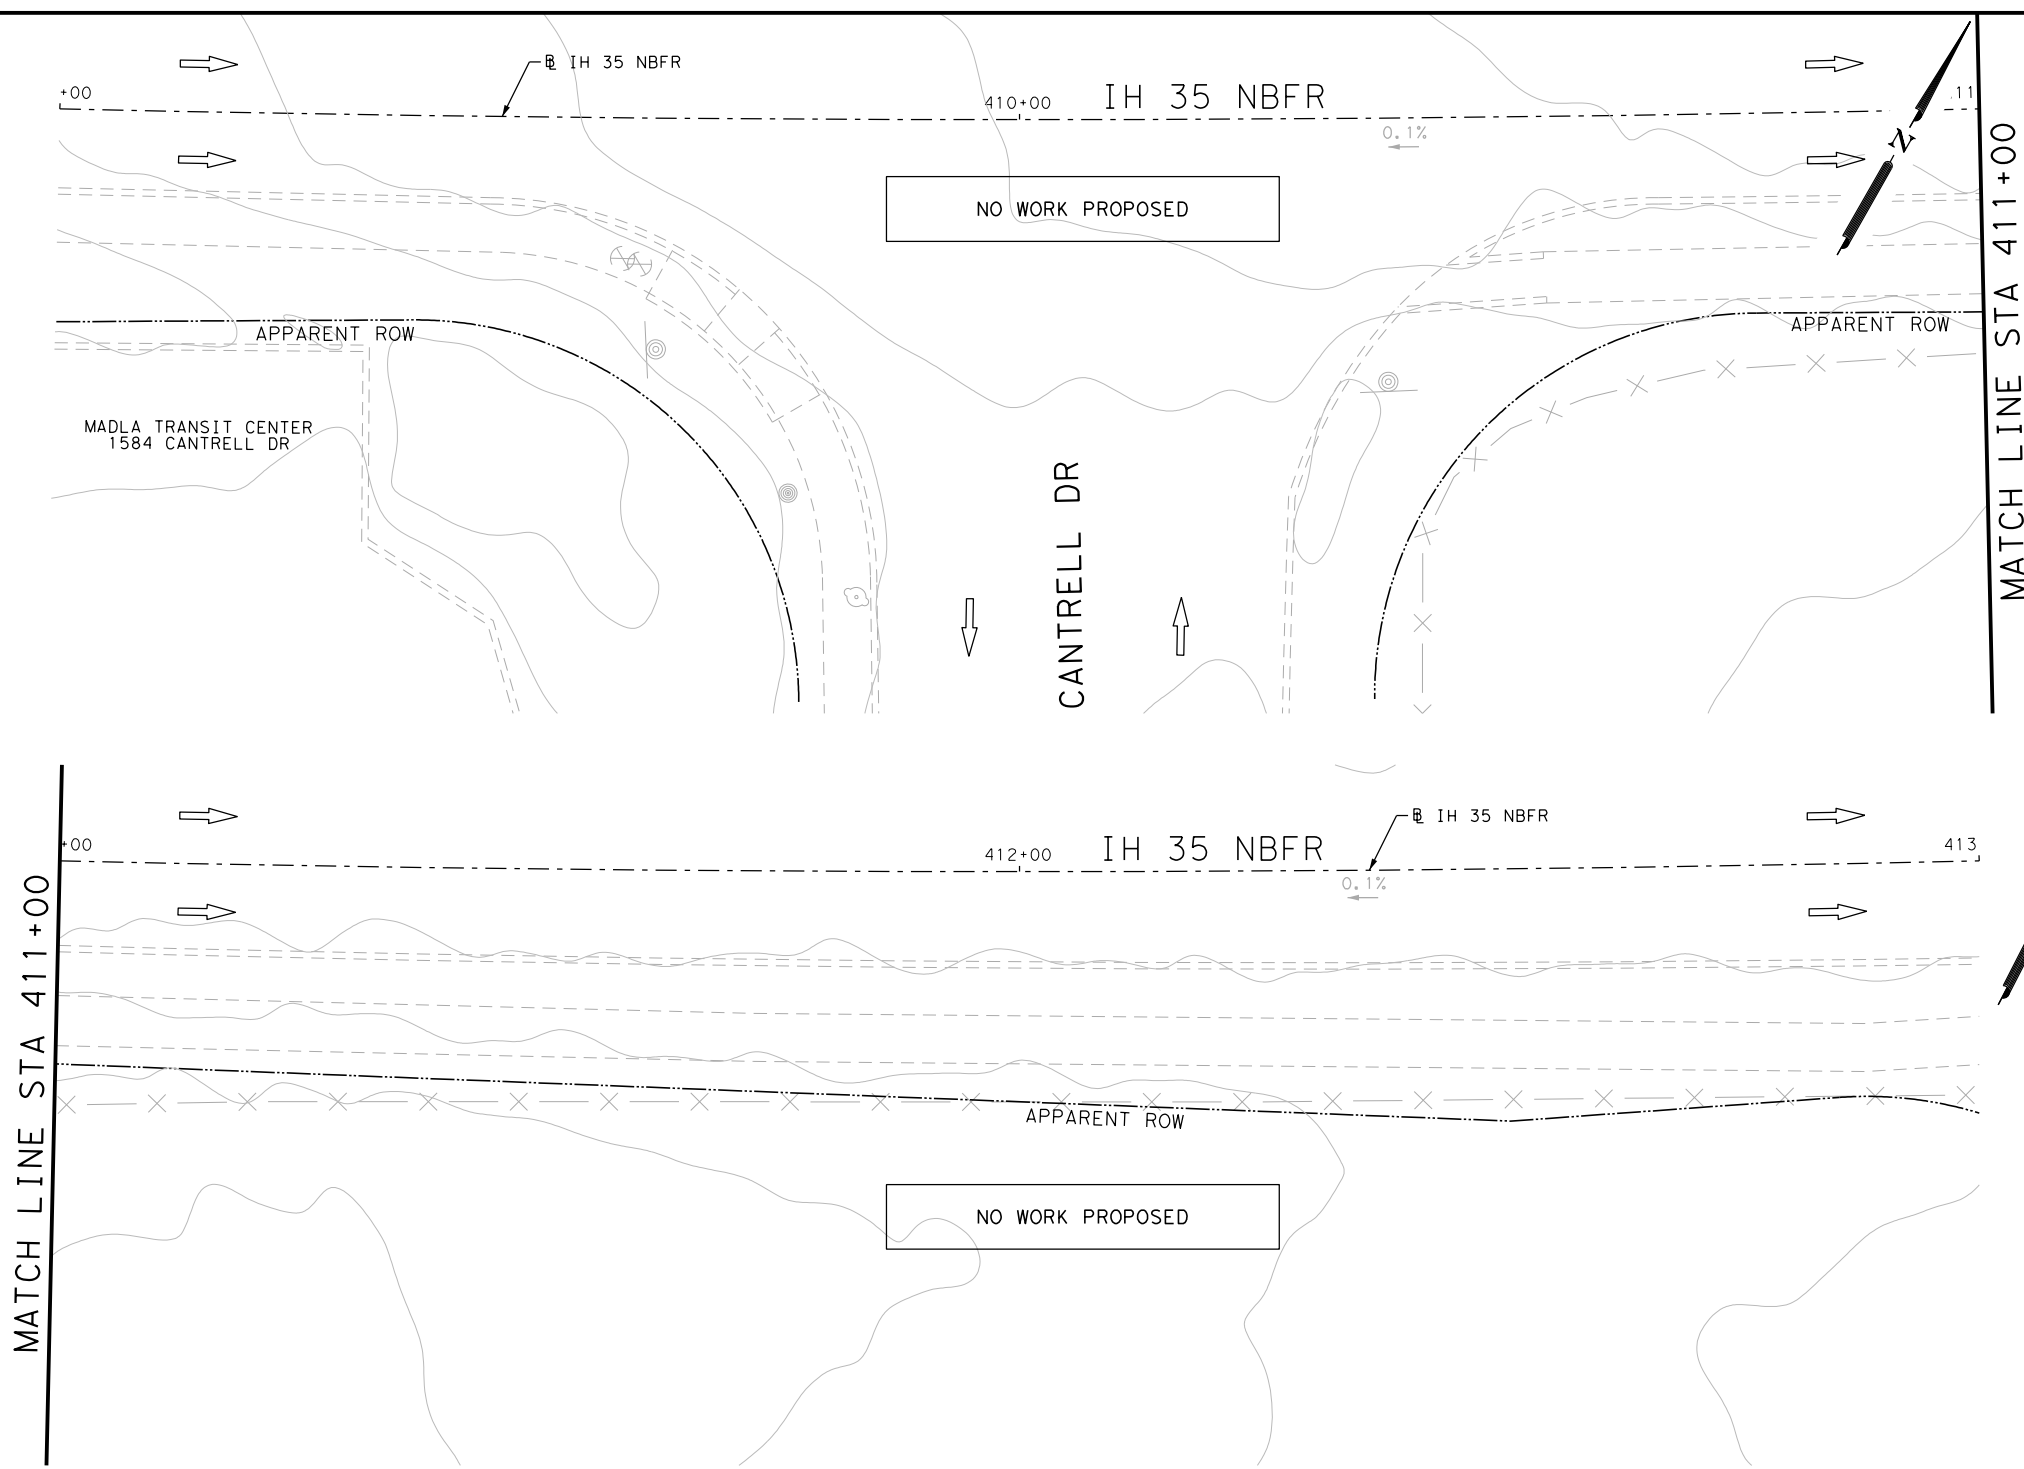 ℄ IH 35 NBFR
+00
410+00
IH 35 NBFR
11
0.1%
N
NO WORK PROPOSED
APPARENT ROW
APPARENT ROW
MADLA TRANSIT CENTER
1584 CANTRELL DR
CANTRELL DR
MATCH LINE STA 411+00
℄ IH 35 NBFR
+00
412+00
IH 35 NBFR
413
0.1%
MATCH LINE STA 411+00
APPARENT ROW
NO WORK PROPOSED